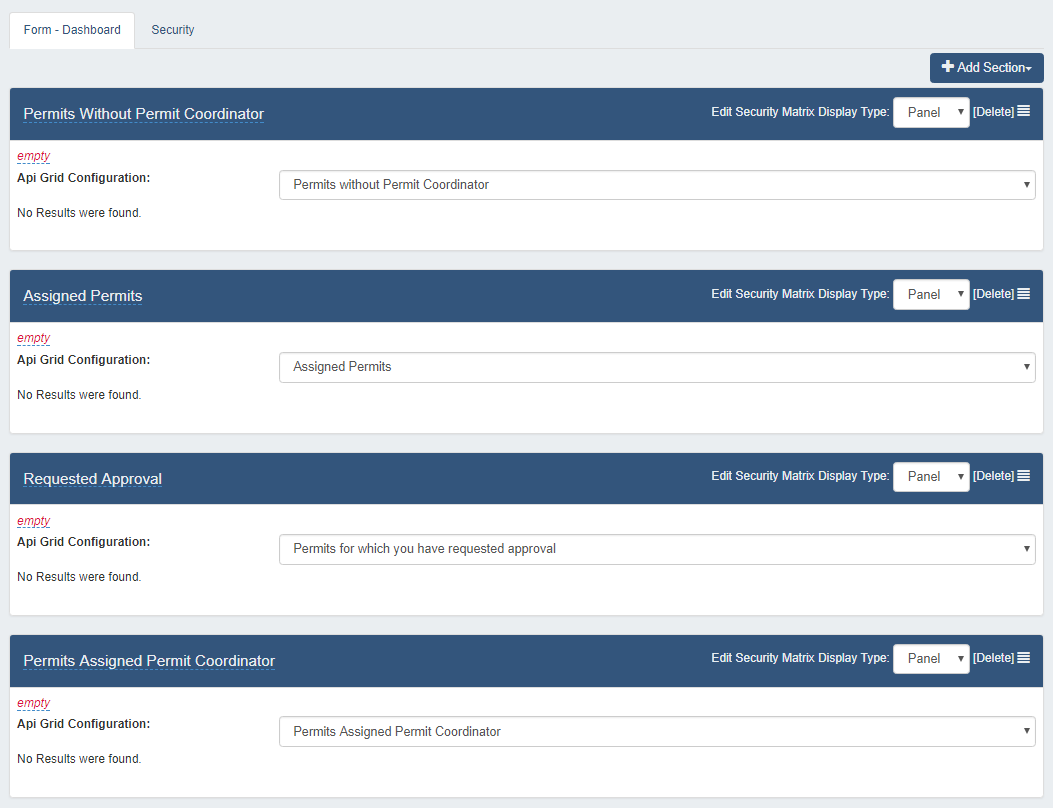 Form - Dashboard Security
Add Section
Permits Without Permit Coordinator Edit Security Matrix Display Type: Panel [Delete]
empty
Api Grid Configuration: Permits without Permit Coordinator
No Results were found.
Assigned Permits Edit Security Matrix Display Type: Panel [Delete]
empty
Api Grid Configuration: Assigned Permits
No Results were found.
Requested Approval Edit Security Matrix Display Type: Panel [Delete]
empty
Api Grid Configuration: Permits for which you have requested approval
No Results were found.
Permits Assigned Permit Coordinator Edit Security Matrix Display Type: Panel [Delete]
empty
Api Grid Configuration: Permits Assigned Permit Coordinator
No Results were found.